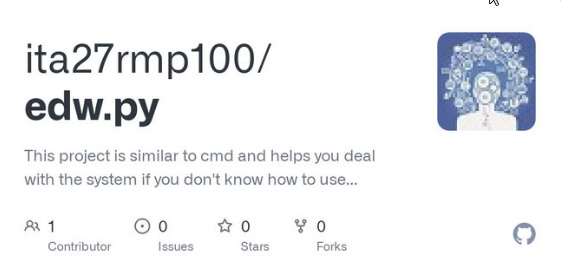 ita27rmp100/
edw.py
This project is similar to cmd and helps you deal
with the system if you don't know how to use...
1 0 0 0
Contributor Issues Stars Forks